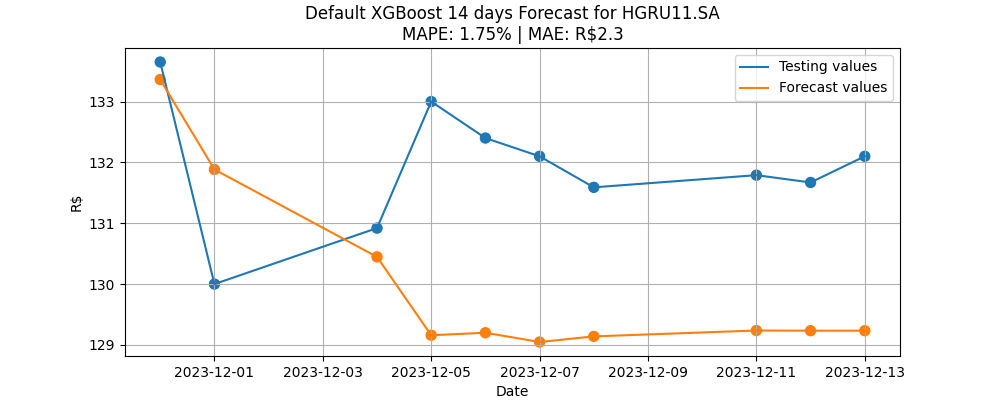 Default XGBoost 14 days Forecast for HGRU11.SA
MAPE: 1.75% | MAE: R$2.3
Testing values
Forecast values
133
132
131
130
129
R$
2023-12-01
2023-12-03
2023-12-05
2023-12-07
2023-12-09
2023-12-11
2023-12-13
Date